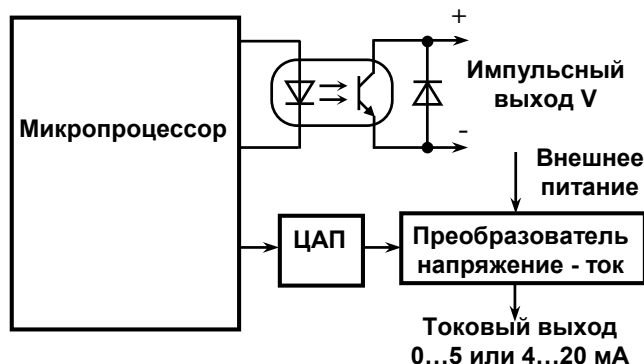 Микропроцессор
+
Импульсный
выход V
-
Внешнее
питание
ЦАП
Преобразователь
напряжение - ток
Токовый выход
0...5 или 4...20 мА